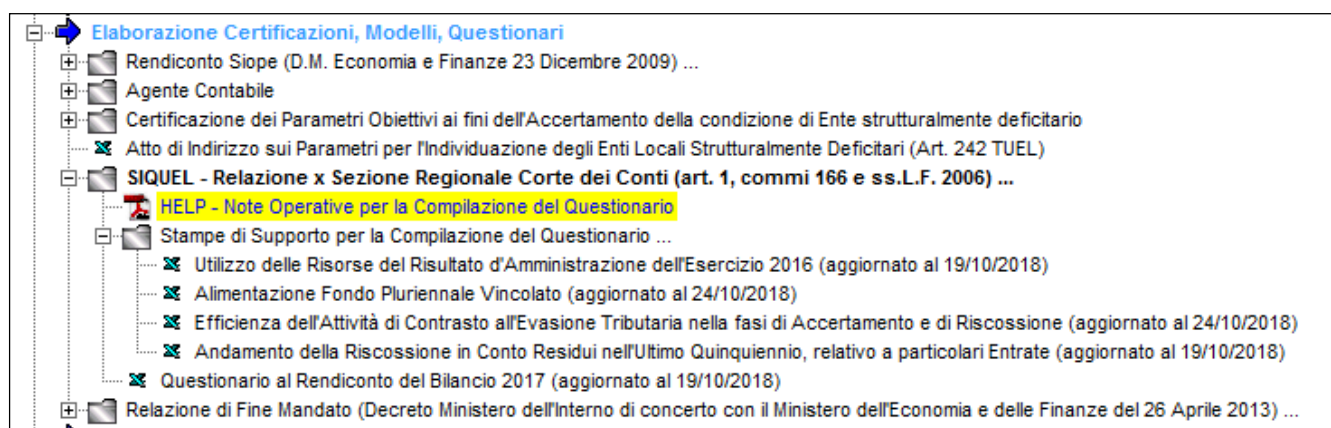 Elaborazione Certificazioni, Modelli, Questionari
Rendiconto Siope (D.M. Economia e Finanze 23 Dicembre 2009) ...
Agente Contabile
Certificazione dei Parametri Obiettivi ai fini dell'Accertamento della condizione di Ente strutturalmente deficitario
Atto di Indirizzo sui Parametri per l'Individuazione degli Enti Locali Strutturalmente Deficitari (Art. 242 TUEL)
SIQUEL - Relazione x Sezione Regionale Corte dei Conti (art. 1, commi 166 e ss.L.F. 2006) ...
HELP - Note Operative per la Compilazione del Questionario
Stampe di Supporto per la Compilazione del Questionario ...
Utilizzo delle Risorse del Risultato d'Amministrazione dell'Esercizio 2016 (aggiornato al 19/10/2018)
Alimentazione Fondo Pluriennale Vincolato (aggiornato al 24/10/2018)
Efficienza dell'Attività di Contrasto all'Evasione Tributaria nella fasi di Accertamento e di Riscossione (aggiornato al 24/10/2018)
Andamento della Riscossione in Conto Residui nell'Ultimo Quinquiennio, relativo a particolari Entrate (aggiornato al 19/10/2018)
Questionario al Rendiconto del Bilancio 2017 (aggiornato al 19/10/2018)
Relazione di Fine Mandato (Decreto Ministero dell'Interno di concerto con il Ministero dell'Economia e delle Finanze del 26 Aprile 2013) ...